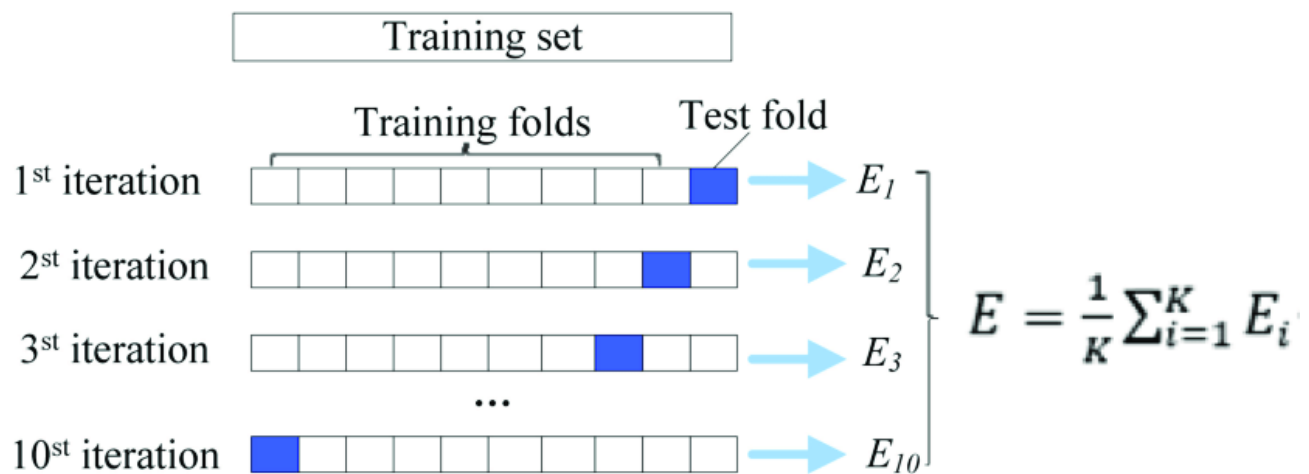 Training set
Training folds
Test fold
1st iteration
E1
2st iteration
E2
3st iteration
E3
...
10st iteration
E10
E = 1/K ∑_{i=1}^{K} E_i